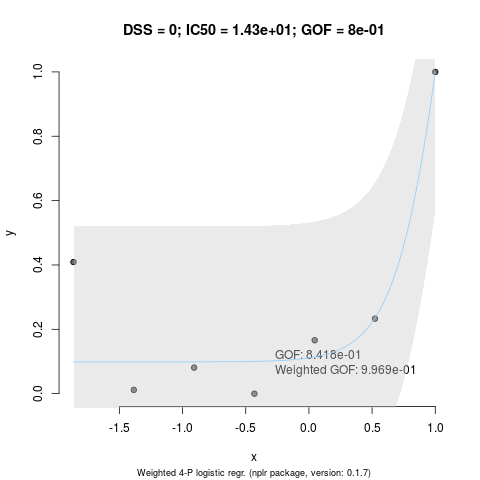 DSS = 0; IC50 = 1.43e+01; GOF = 8e-01
1.0
0.8
0.6
0.4
0.2
0.0
y
GOF: 8.418e-01
Weighted GOF: 9.969e-01
-1.5 -1.0 -0.5 0.0 0.5 1.0
x
Weighted 4-P logistic regr. (nplr package, version: 0.1.7)